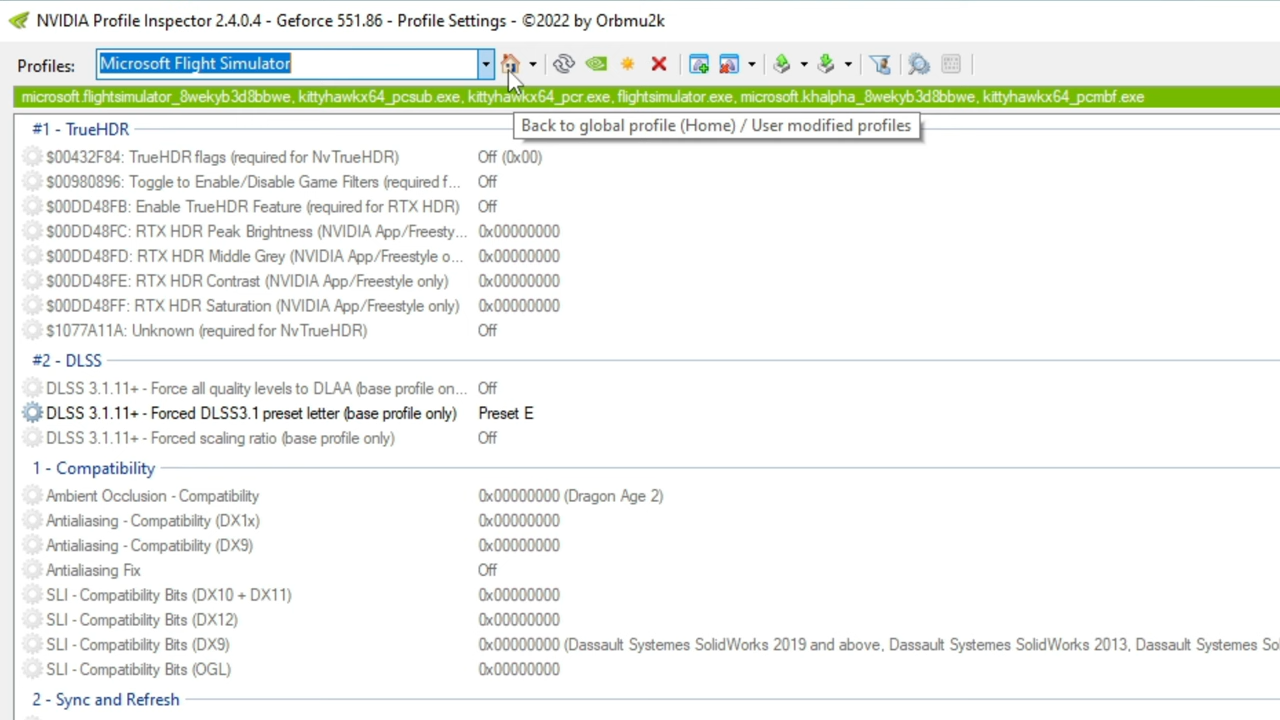 NVIDIA Profile Inspector 2.4.0.4 - Geforce 551.86 - Profile Settings - ©2022 by Orbmu2k
Profiles: Microsoft Flight Simulator
microsoft.flightsimulator_8wekyb3d8bbwe, kittyhawkx64_pcsub.exe, kittyhawkx64_pcr.exe, flightsimulator.exe, microsoft.khalpha_8wekyb3d8bbwe, kittyhawkx64_pcmbf.exe
Back to global profile (Home) / User modified profiles
#1 - TrueHDR
$00432F84: TrueHDR flags (required for NvTrueHDR) Off (0x00)
$00980896: Toggle to Enable/Disable Game Filters (required f... Off
$00DD48FB: Enable TrueHDR Feature (required for RTX HDR) Off
$00DD48FC: RTX HDR Peak Brightness (NVIDIA App/Freesty... 0x00000000
$00DD48FD: RTX HDR Middle Grey (NVIDIA App/Freestyle o... 0x00000000
$00DD48FE: RTX HDR Contrast (NVIDIA App/Freestyle only) 0x00000000
$00DD48FF: RTX HDR Saturation (NVIDIA App/Freestyle only) 0x00000000
$1077A11A: Unknown (required for NvTrueHDR) Off
#2 - DLSS
DLSS 3.1.11+ - Force all quality levels to DLAA (base profile on... Off
DLSS 3.1.11+ - Forced DLSS3.1 preset letter (base profile only) Preset E
DLSS 3.1.11+ - Forced scaling ratio (base profile only) Off
1 - Compatibility
Ambient Occlusion - Compatibility 0x00000000 (Dragon Age 2)
Antialiasing - Compatibility (DX1x) 0x00000000
Antialiasing - Compatibility (DX9) 0x00000000
Antialiasing Fix Off
SLI - Compatibility Bits (DX10 + DX11) 0x00000000
SLI - Compatibility Bits (DX12) 0x00000000
SLI - Compatibility Bits (DX9) 0x00000000 (Dassault Systemes SolidWorks 2019 and above, Dassault Systemes SolidWorks 2013, Dassault Systemes So
SLI - Compatibility Bits (OGL) 0x00000000
2 - Sync and Refresh